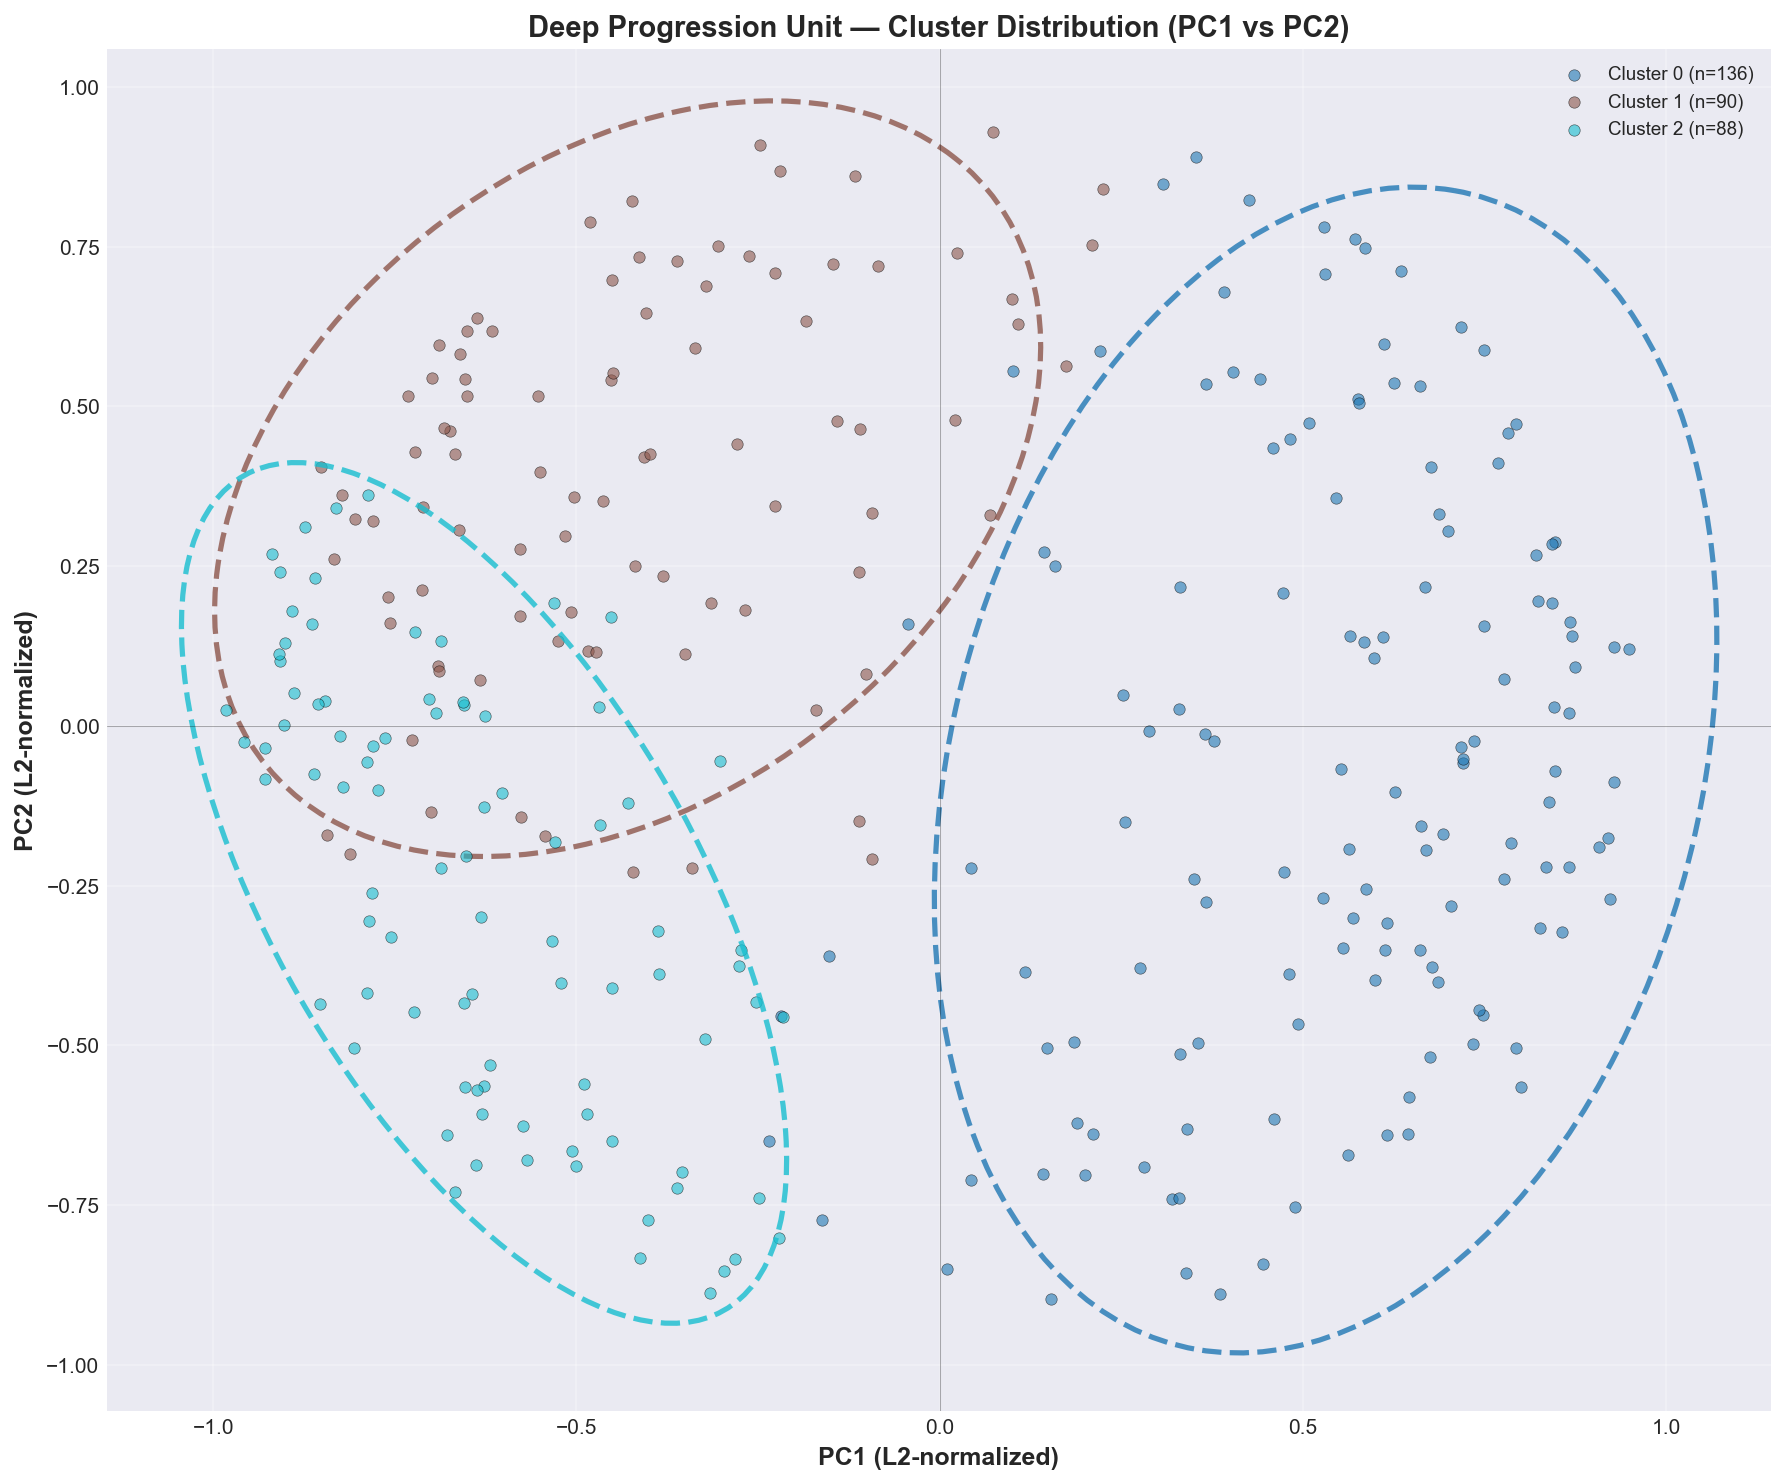 Deep Progression Unit — Cluster Distribution (PC1 vs PC2)
Cluster 0 (n=136)
Cluster 1 (n=90)
Cluster 2 (n=88)
1.00
0.75
0.50
0.25
0.00
−0.25
−0.50
−0.75
−1.00
PC2 (L2-normalized)
−1.0
−0.5
0.0
0.5
1.0
PC1 (L2-normalized)